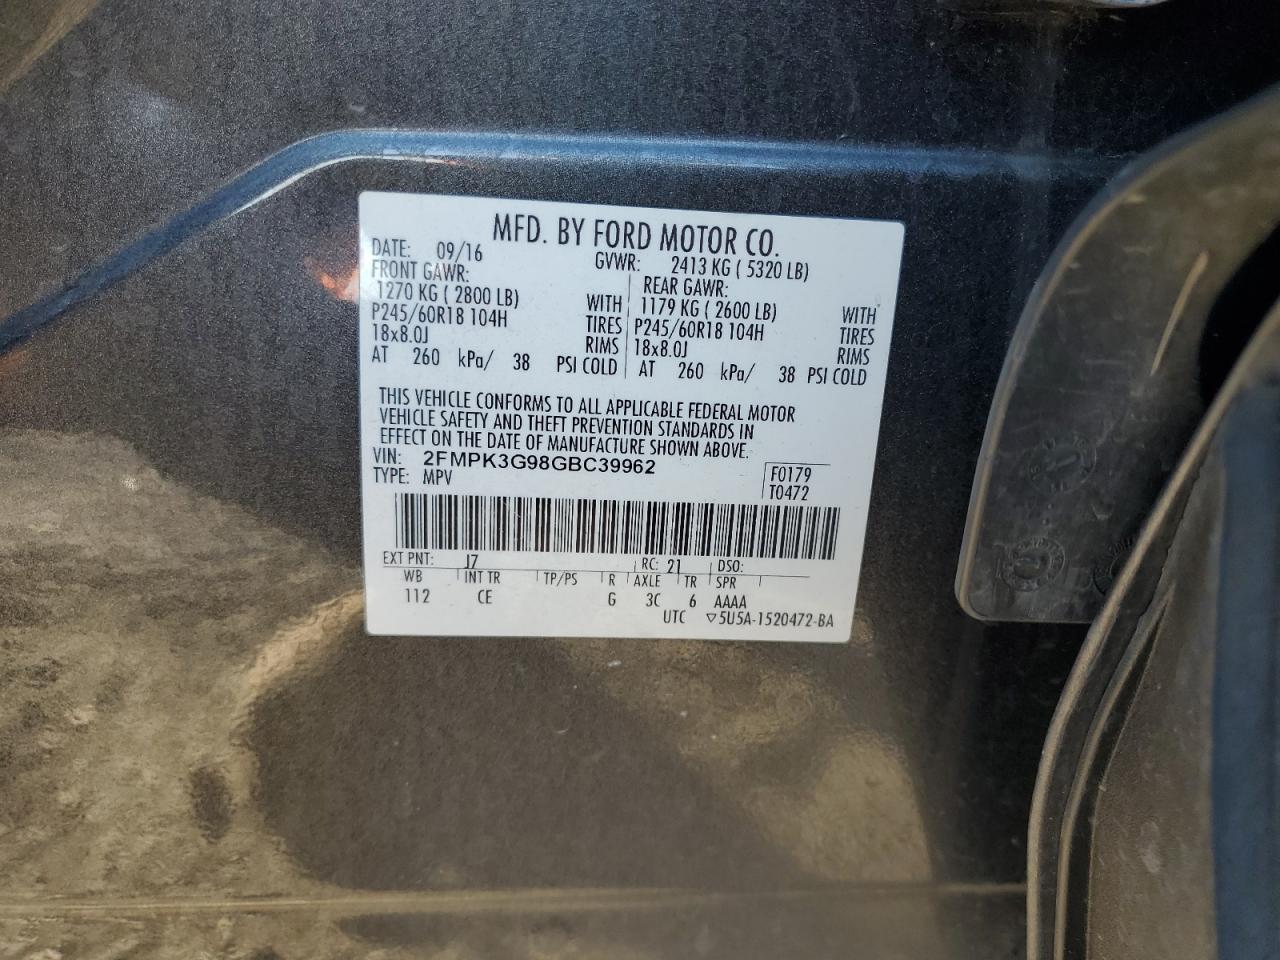 MFD. BY FORD MOTOR CO.
DATE: 09/16 GVWR: 2413 KG ( 5320 LB)
FRONT GAWR: REAR GAWR:
1270 KG ( 2800 LB) WITH 1179 KG ( 2600 LB) WITH
P245/60R18 104H TIRES P245/60R18 104H TIRES
18x8.0J RIMS 18x8.0J RIMS
AT 260 kPa/ 38 PSI COLD AT 260 kPa/ 38 PSI COLD
THIS VEHICLE CONFORMS TO ALL APPLICABLE FEDERAL MOTOR
VEHICLE SAFETY AND THEFT PREVENTION STANDARDS IN
EFFECT ON THE DATE OF MANUFACTURE SHOWN ABOVE.
VIN: 2FMPK3G98GBC39962 F0179
TYPE: MPV T0472
EXT PNT: J7 RC: 21 DSO:
WB INT TR TP/PS R AXLE TR SPR
112 CE G 3C 6 AAAA
UTC ▽5U5A-1520472-BA